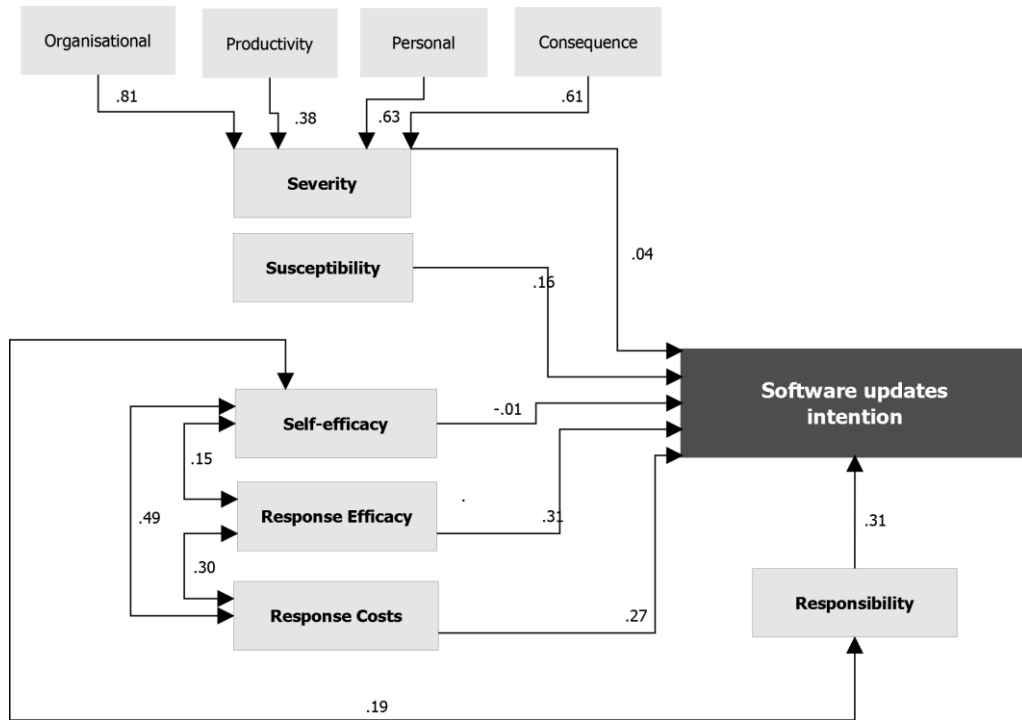 Organisational
Productivity
Personal
Consequence
.81
.38
.63
.61
Severity
Susceptibility
.04
.16
Software updates
intention
Self-efficacy
-.01
.15
Response Efficacy
.
.31
.49
.31
.30
Response Costs
Responsibility
.27
.19